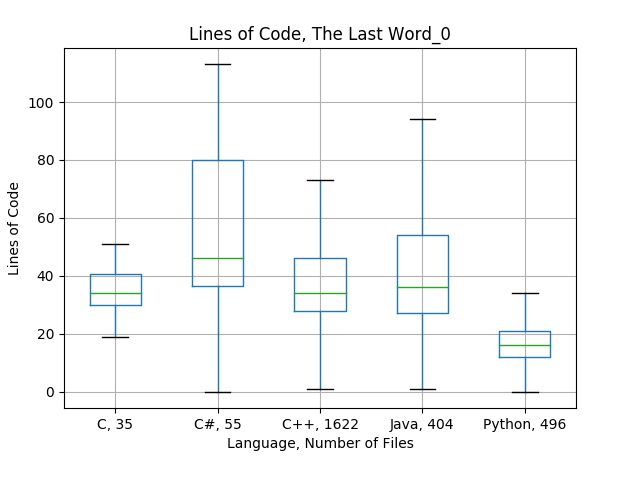 Lines of Code, The Last Word_0
Lines of Code
100
80
60
40
20
0
C, 35
C#, 55
C++, 1622
Java, 404
Python, 496
Language, Number of Files